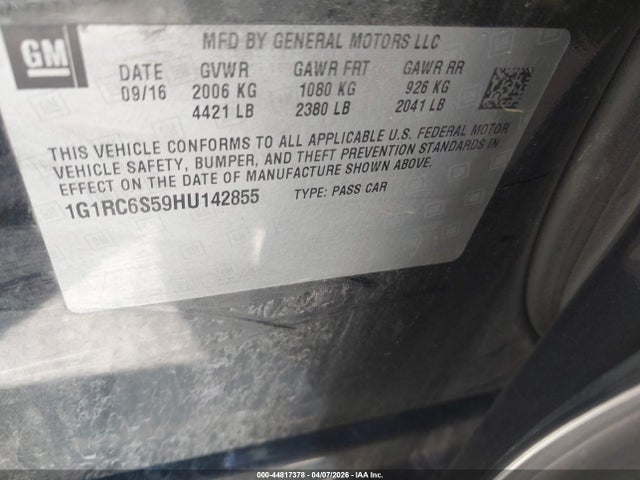 GM
MFD BY GENERAL MOTORS LLC
DATE GVWR GAWR FRT GAWR RR
09/16 2006 KG 1080 KG 926 KG
4421 LB 2380 LB 2041 LB
THIS VEHICLE CONFORMS TO ALL APPLICABLE U.S. FEDERAL MOTOR
VEHICLE SAFETY, BUMPER, AND THEFT PREVENTION STANDARDS IN
EFFECT ON THE DATE OF MANUFACTURE SHOWN ABOVE.
1G1RC6S59HU142855 TYPE: PASS CAR
000-44817378 - 04/07/2026 - IAA Inc.